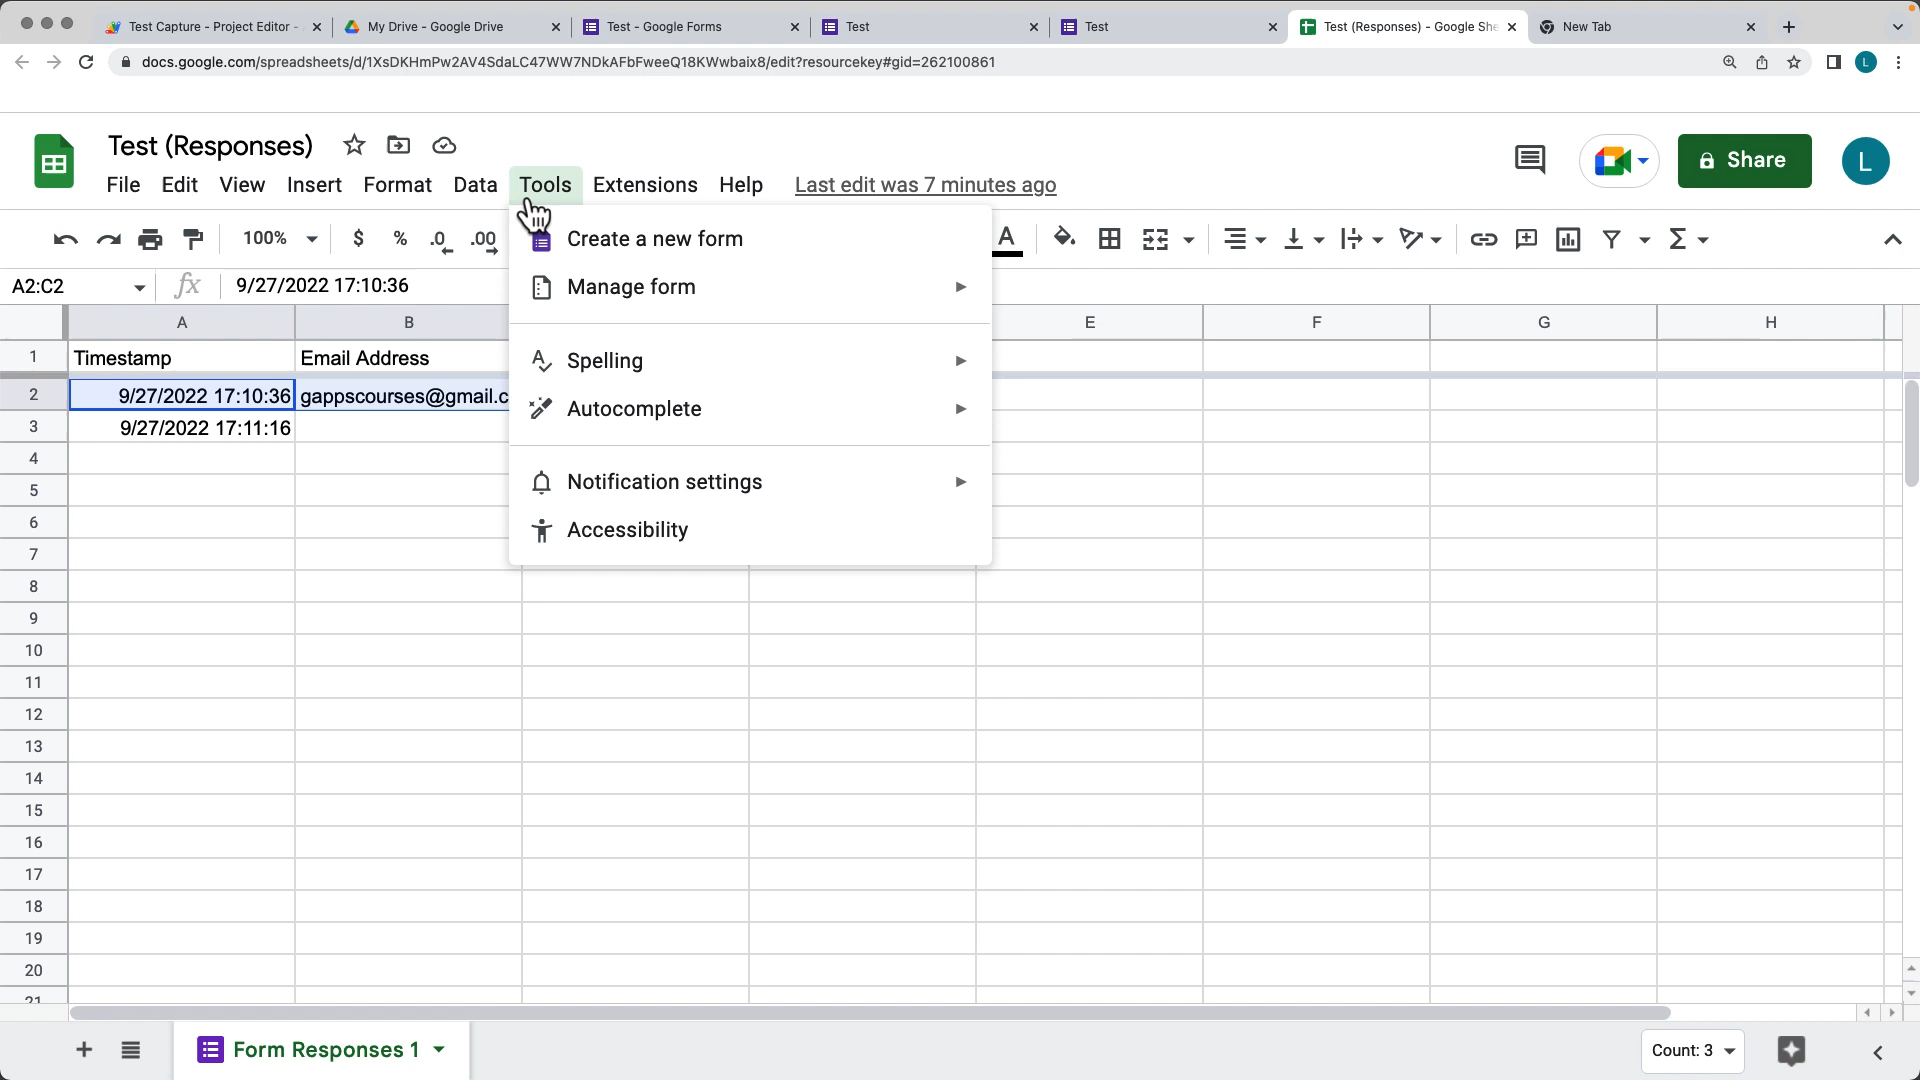 Test Capture - Project Editor -
My Drive - Google Drive
Test - Google Forms
Test
Test
Test (Responses) - Google She
New Tab
docs.google.com/spreadsheets/d/1XsDKHmPw2AV4SdaLC47WW7NDkAFbFweeQ18KWwbaix8/edit?resourcekey#gid=262100861
L
Test (Responses)
Share
L
File Edit View Insert Format Data Tools Extensions Help Last edit was 7 minutes ago
100% $ % .0 .00 A
Create a new form
A2:C2 fx 9/27/2022 17:10:36
Manage form
A B E F G H
1 Timestamp Email Address
2 9/27/2022 17:10:36 gappscourses@gmail.c
3 9/27/2022 17:11:16
Spelling
Autocomplete
Notification settings
Accessibility
4
5
6
7
8
9
10
11
12
13
14
15
16
17
18
19
20
21
Form Responses 1
Count: 3